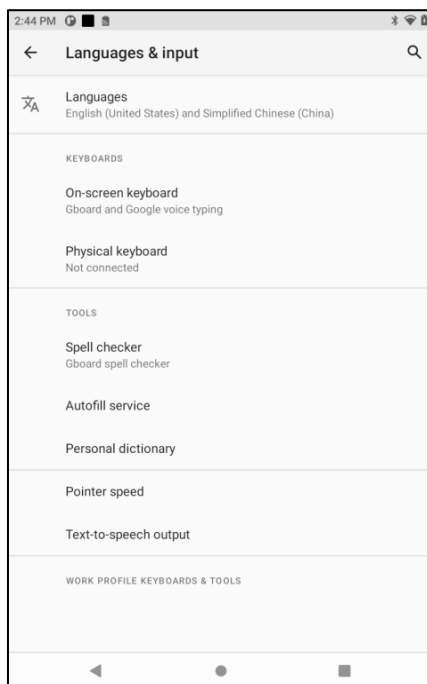 2:44 PM
Languages & input
Languages
English (United States) and Simplified Chinese (China)
KEYBOARDS
On-screen keyboard
Gboard and Google voice typing
Physical keyboard
Not connected
TOOLS
Spell checker
Gboard spell checker
Autofill service
Personal dictionary
Pointer speed
Text-to-speech output
WORK PROFILE KEYBOARDS & TOOLS